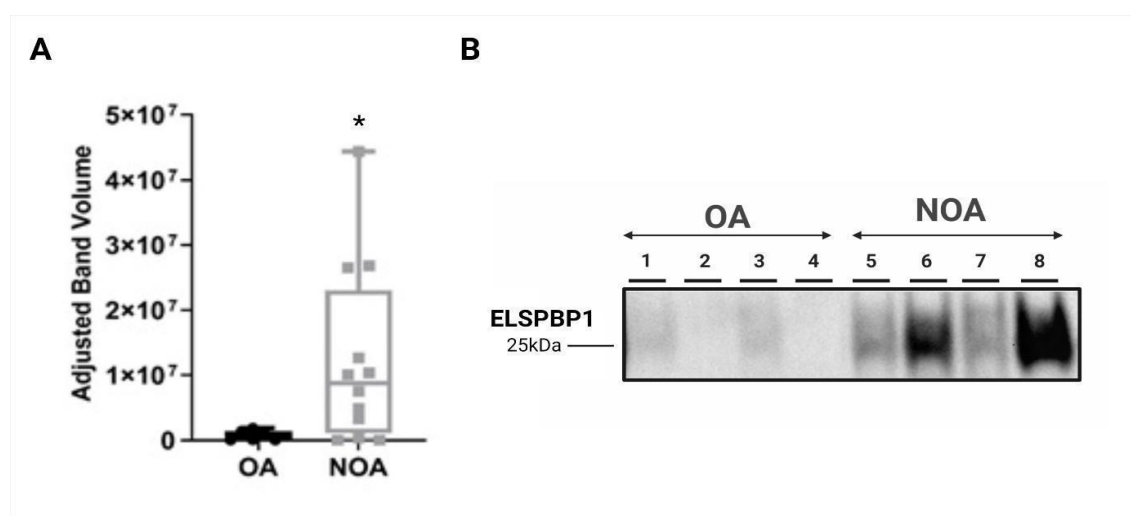 A
B
Adjusted Band Volume
5×10⁷
4×10⁷
3×10⁷
2×10⁷
1×10⁷
0
*
OA NOA
OA NOA
1 2 3 4 5 6 7 8
ELSPBP1
25kDa